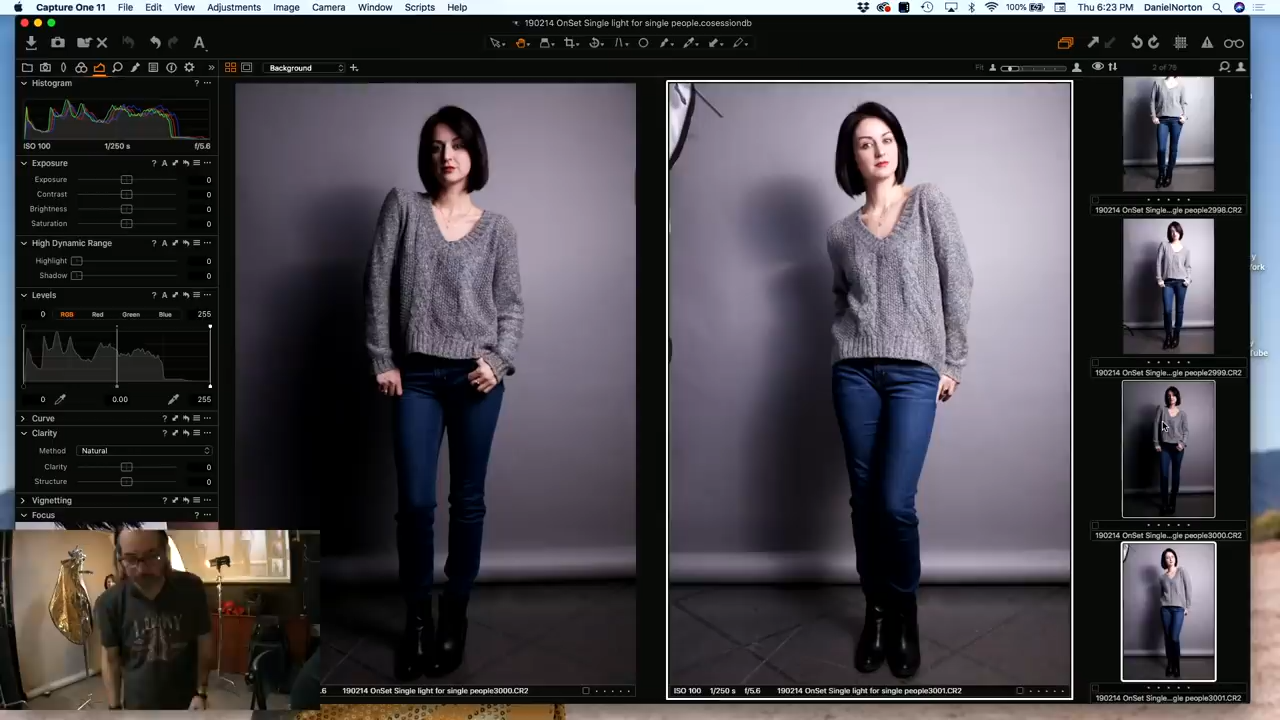 Capture One 11 File Edit View Adjustments Image Camera Window Scripts Help 100% Thu 6:23 PM DanielNorton
190214 OnSet Single light for single people.cosessiondb
Background
Fit
2 of 78
Histogram ?
ISO 100 1/250 s f/5.6
Exposure ? A
Exposure 0
Contrast 0
Brightness 0
Saturation 0
High Dynamic Range ? A
Highlight 0
Shadow 0
Levels ? A
0 RGB Red Green Blue 255
0 0.00 255
Curve ?
Clarity ? A
Method Natural
Clarity 0
Structure 0
Vignetting ?
Focus ?
.6 190214 OnSet Single light for single people3000.CR2
ISO 100 1/250 s f/5.6 190214 OnSet Single light for single people3001.CR2
190214 OnSet Single...gle people2998.CR2
190214 OnSet Single...gle people2999.CR2
190214 OnSet Single...gle people3000.CR2
190214 OnSet Single...gle people3001.CR2